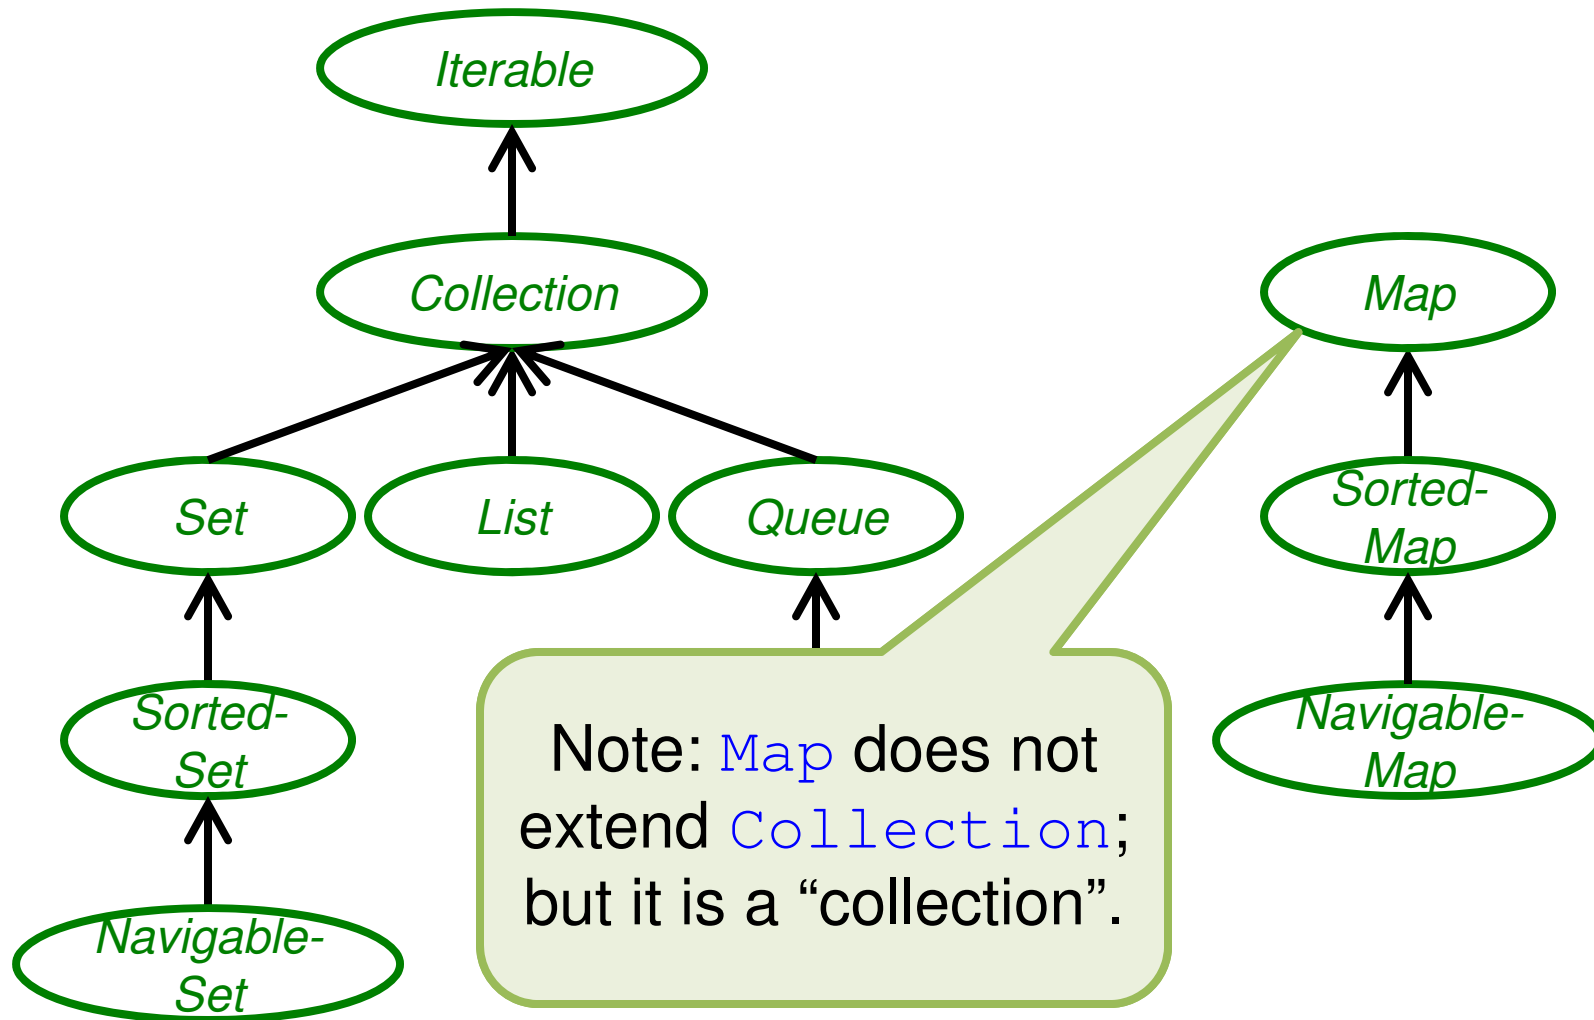 Iterable
Collection
Map
Set
List
Queue
Sorted-
Map
Sorted-
Set
Navigable-
Map
Note: Map does not
extend Collection;
but it is a “collection”.
Navigable-
Set